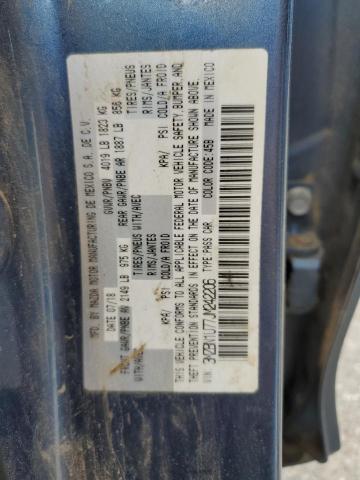 MFD. BY MAZDA MOTOR MANUFACTURING DE MEXICO S.A. DE C.V.
DATE 07/18 GVWR/PNBV 4019 LB 1823 KG
FRONT GAWR/PNBE AV 2149 LB 975 KG REAR GAWR/PNBE AR 1887 LB 856 KG
WITH/AVEC TIRES/PNEUS WITH/AVEC TIRES/PNEUS
RIMS/JANTES RIMS/JANTES
KPA/ PSI COLD/A FROID KPA/ PSI COLD/A FROID
THIS VEHICLE CONFORMS TO ALL APPLICABLE FEDERAL MOTOR VEHICLE SAFETY, BUMPER, AND
THEFT PREVENTION STANDARDS IN EFFECT ON THE DATE OF MANUFACTURE SHOWN ABOVE.
TYPE PASS CAR COLOR CODE:45B MADE IN MEXICO
VIN: